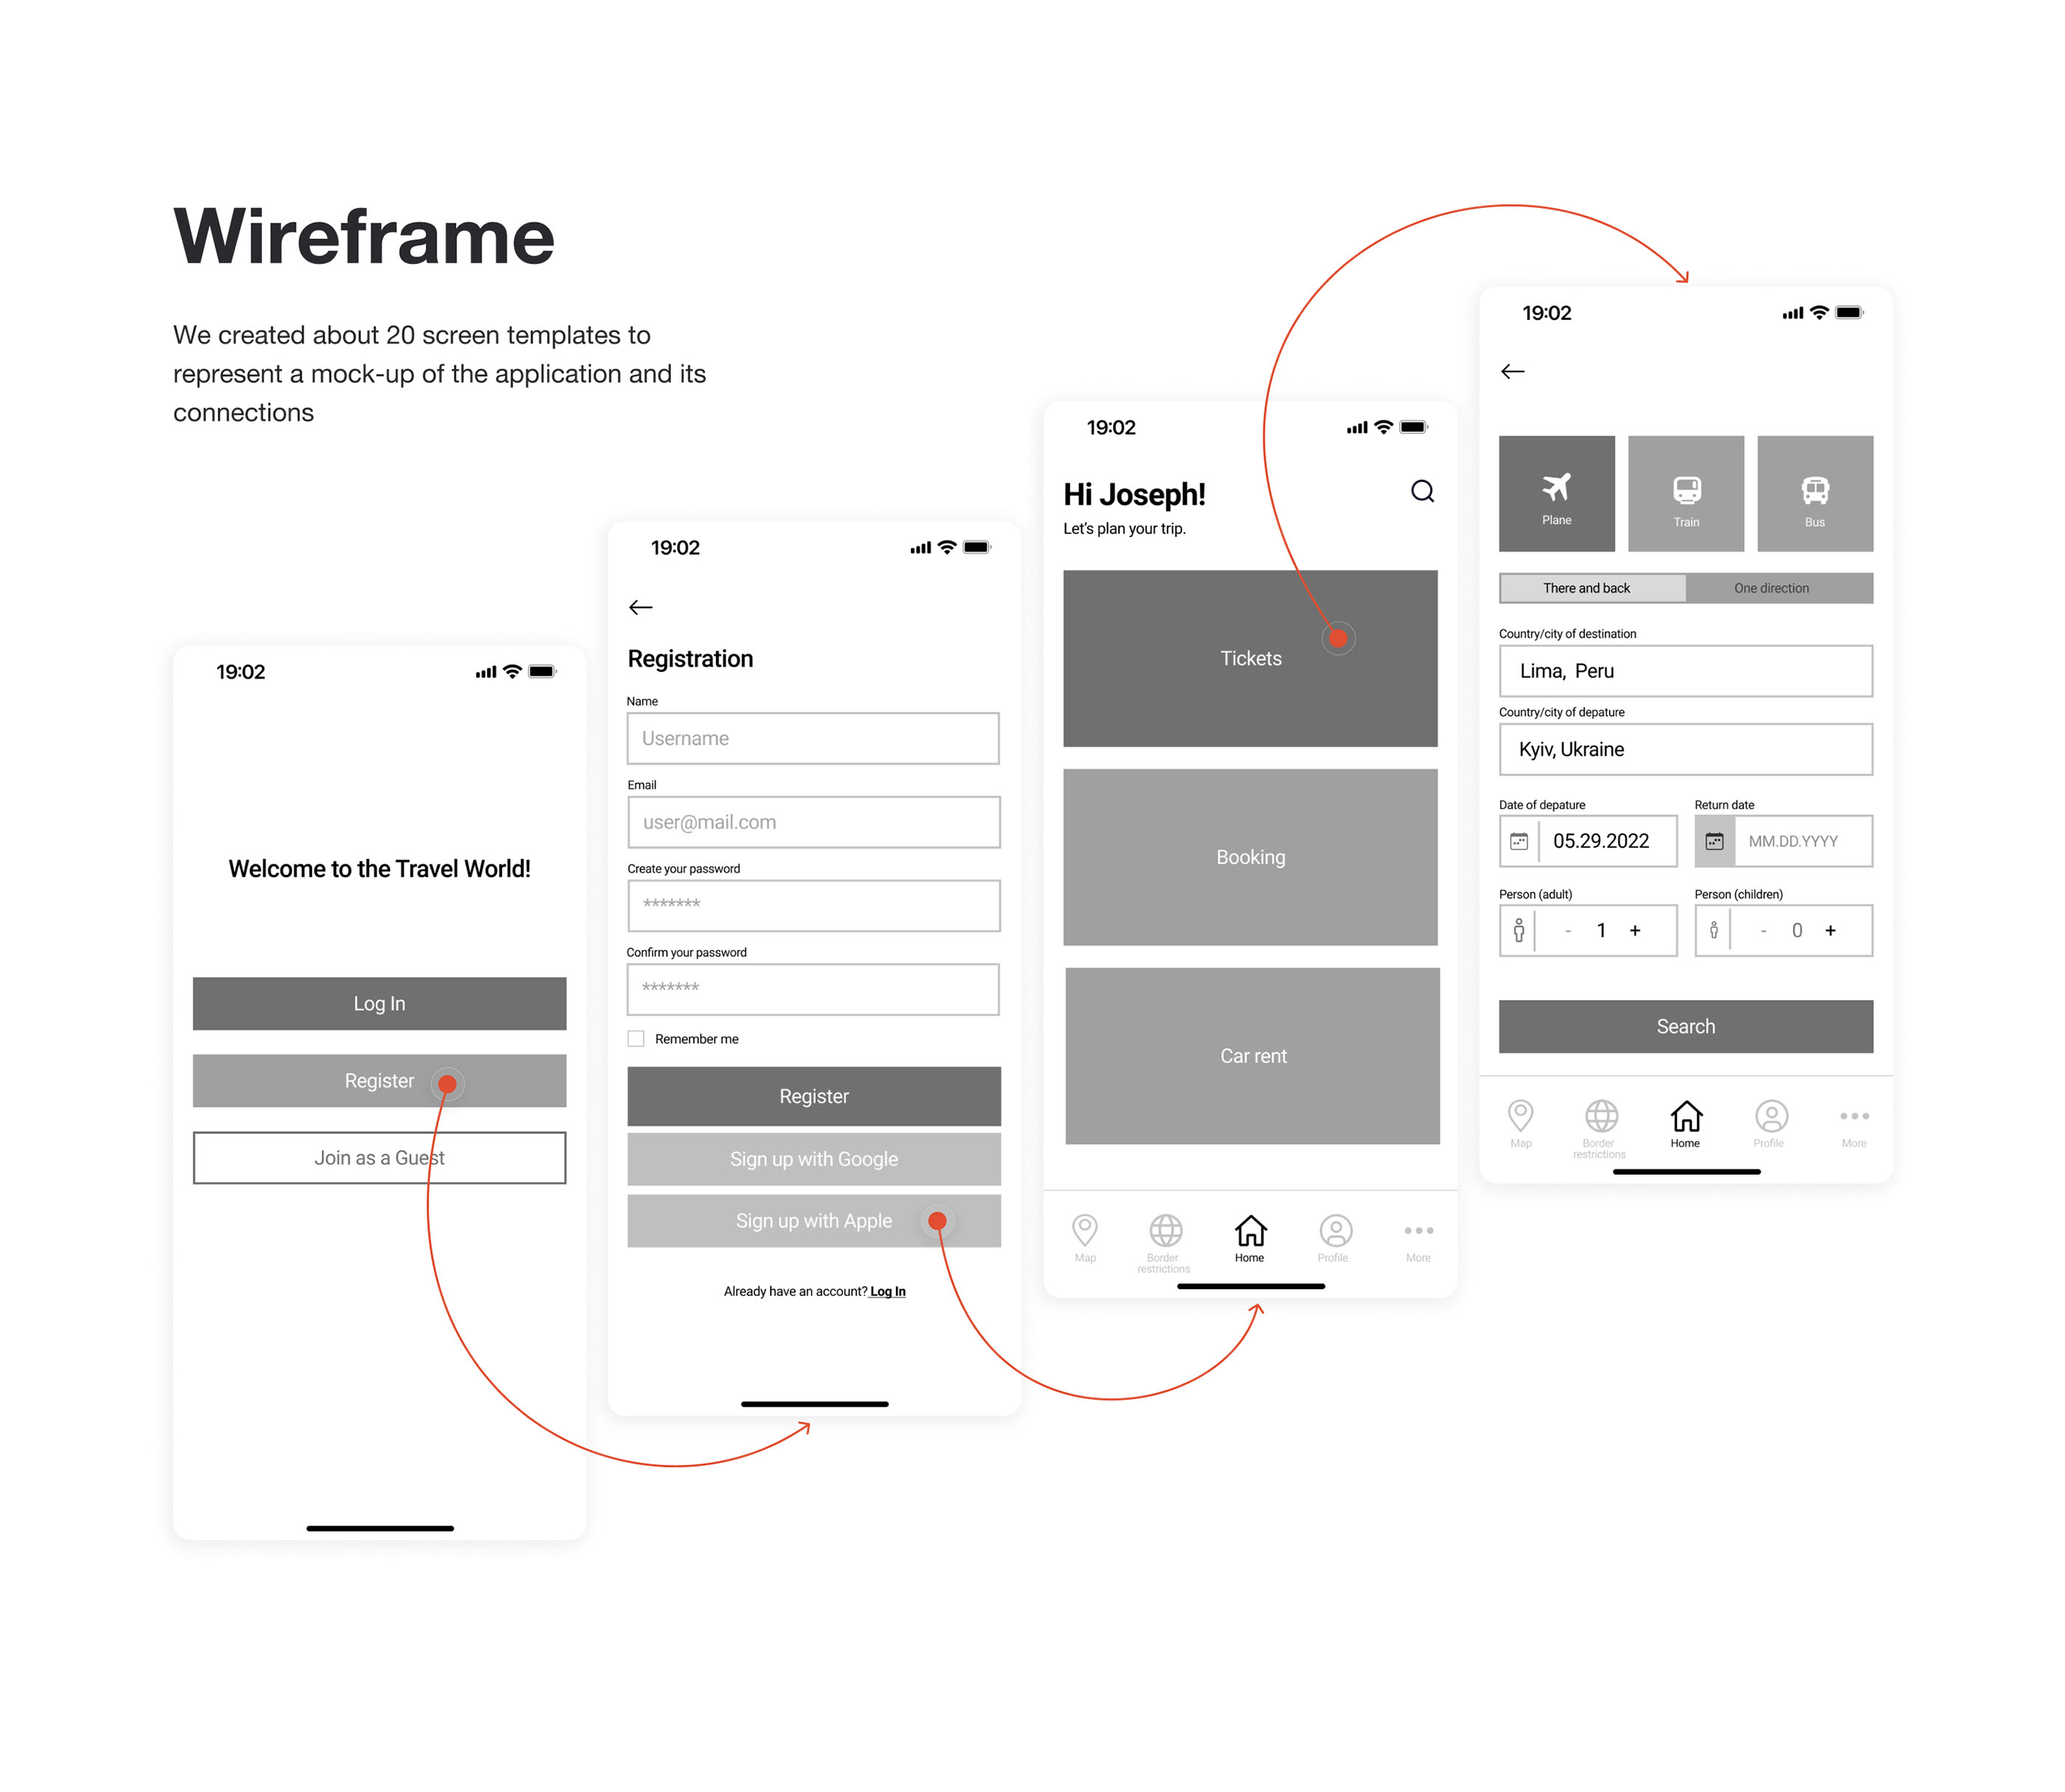 Wireframe
We created about 20 screen templates to
represent a mock-up of the application and its
connections
19:02
Welcome to the Travel World!
Log In
Register
Join as a Guest
19:02
Registration
Name
Username
Email
user@mail.com
Create your password
*******
Confirm your password
*******
Remember me
Register
Sign up with Google
Sign up with Apple
Already have an account? Log In
19:02
Hi Joseph!
Let's plan your trip.
Tickets
Booking
Car rent
Map
Border
restrictions
Home
Profile
More
19:02
Plane
Train
Bus
There and back
One direction
Country/city of destination
Lima, Peru
Country/city of depature
Kyiv, Ukraine
Date of depature
Return date
05.29.2022
MM.DD.YYYY
Person (adult)
Person (children)
- 1 +
- 0 +
Search
Map
Border
restrictions
Home
Profile
More